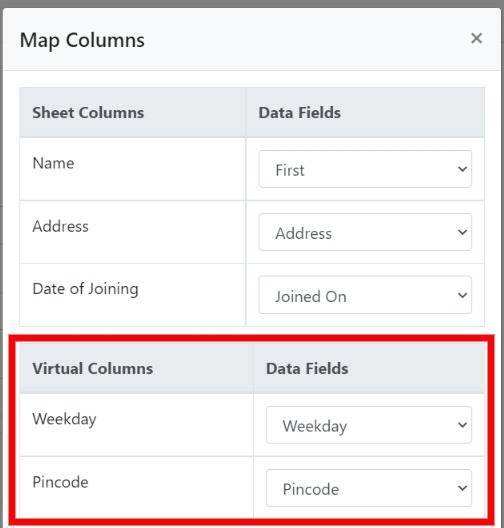 Map Columns ×
Sheet Columns Data Fields
Name First
Address Address
Date of Joining Joined On
Virtual Columns Data Fields
Weekday Weekday
Pincode Pincode